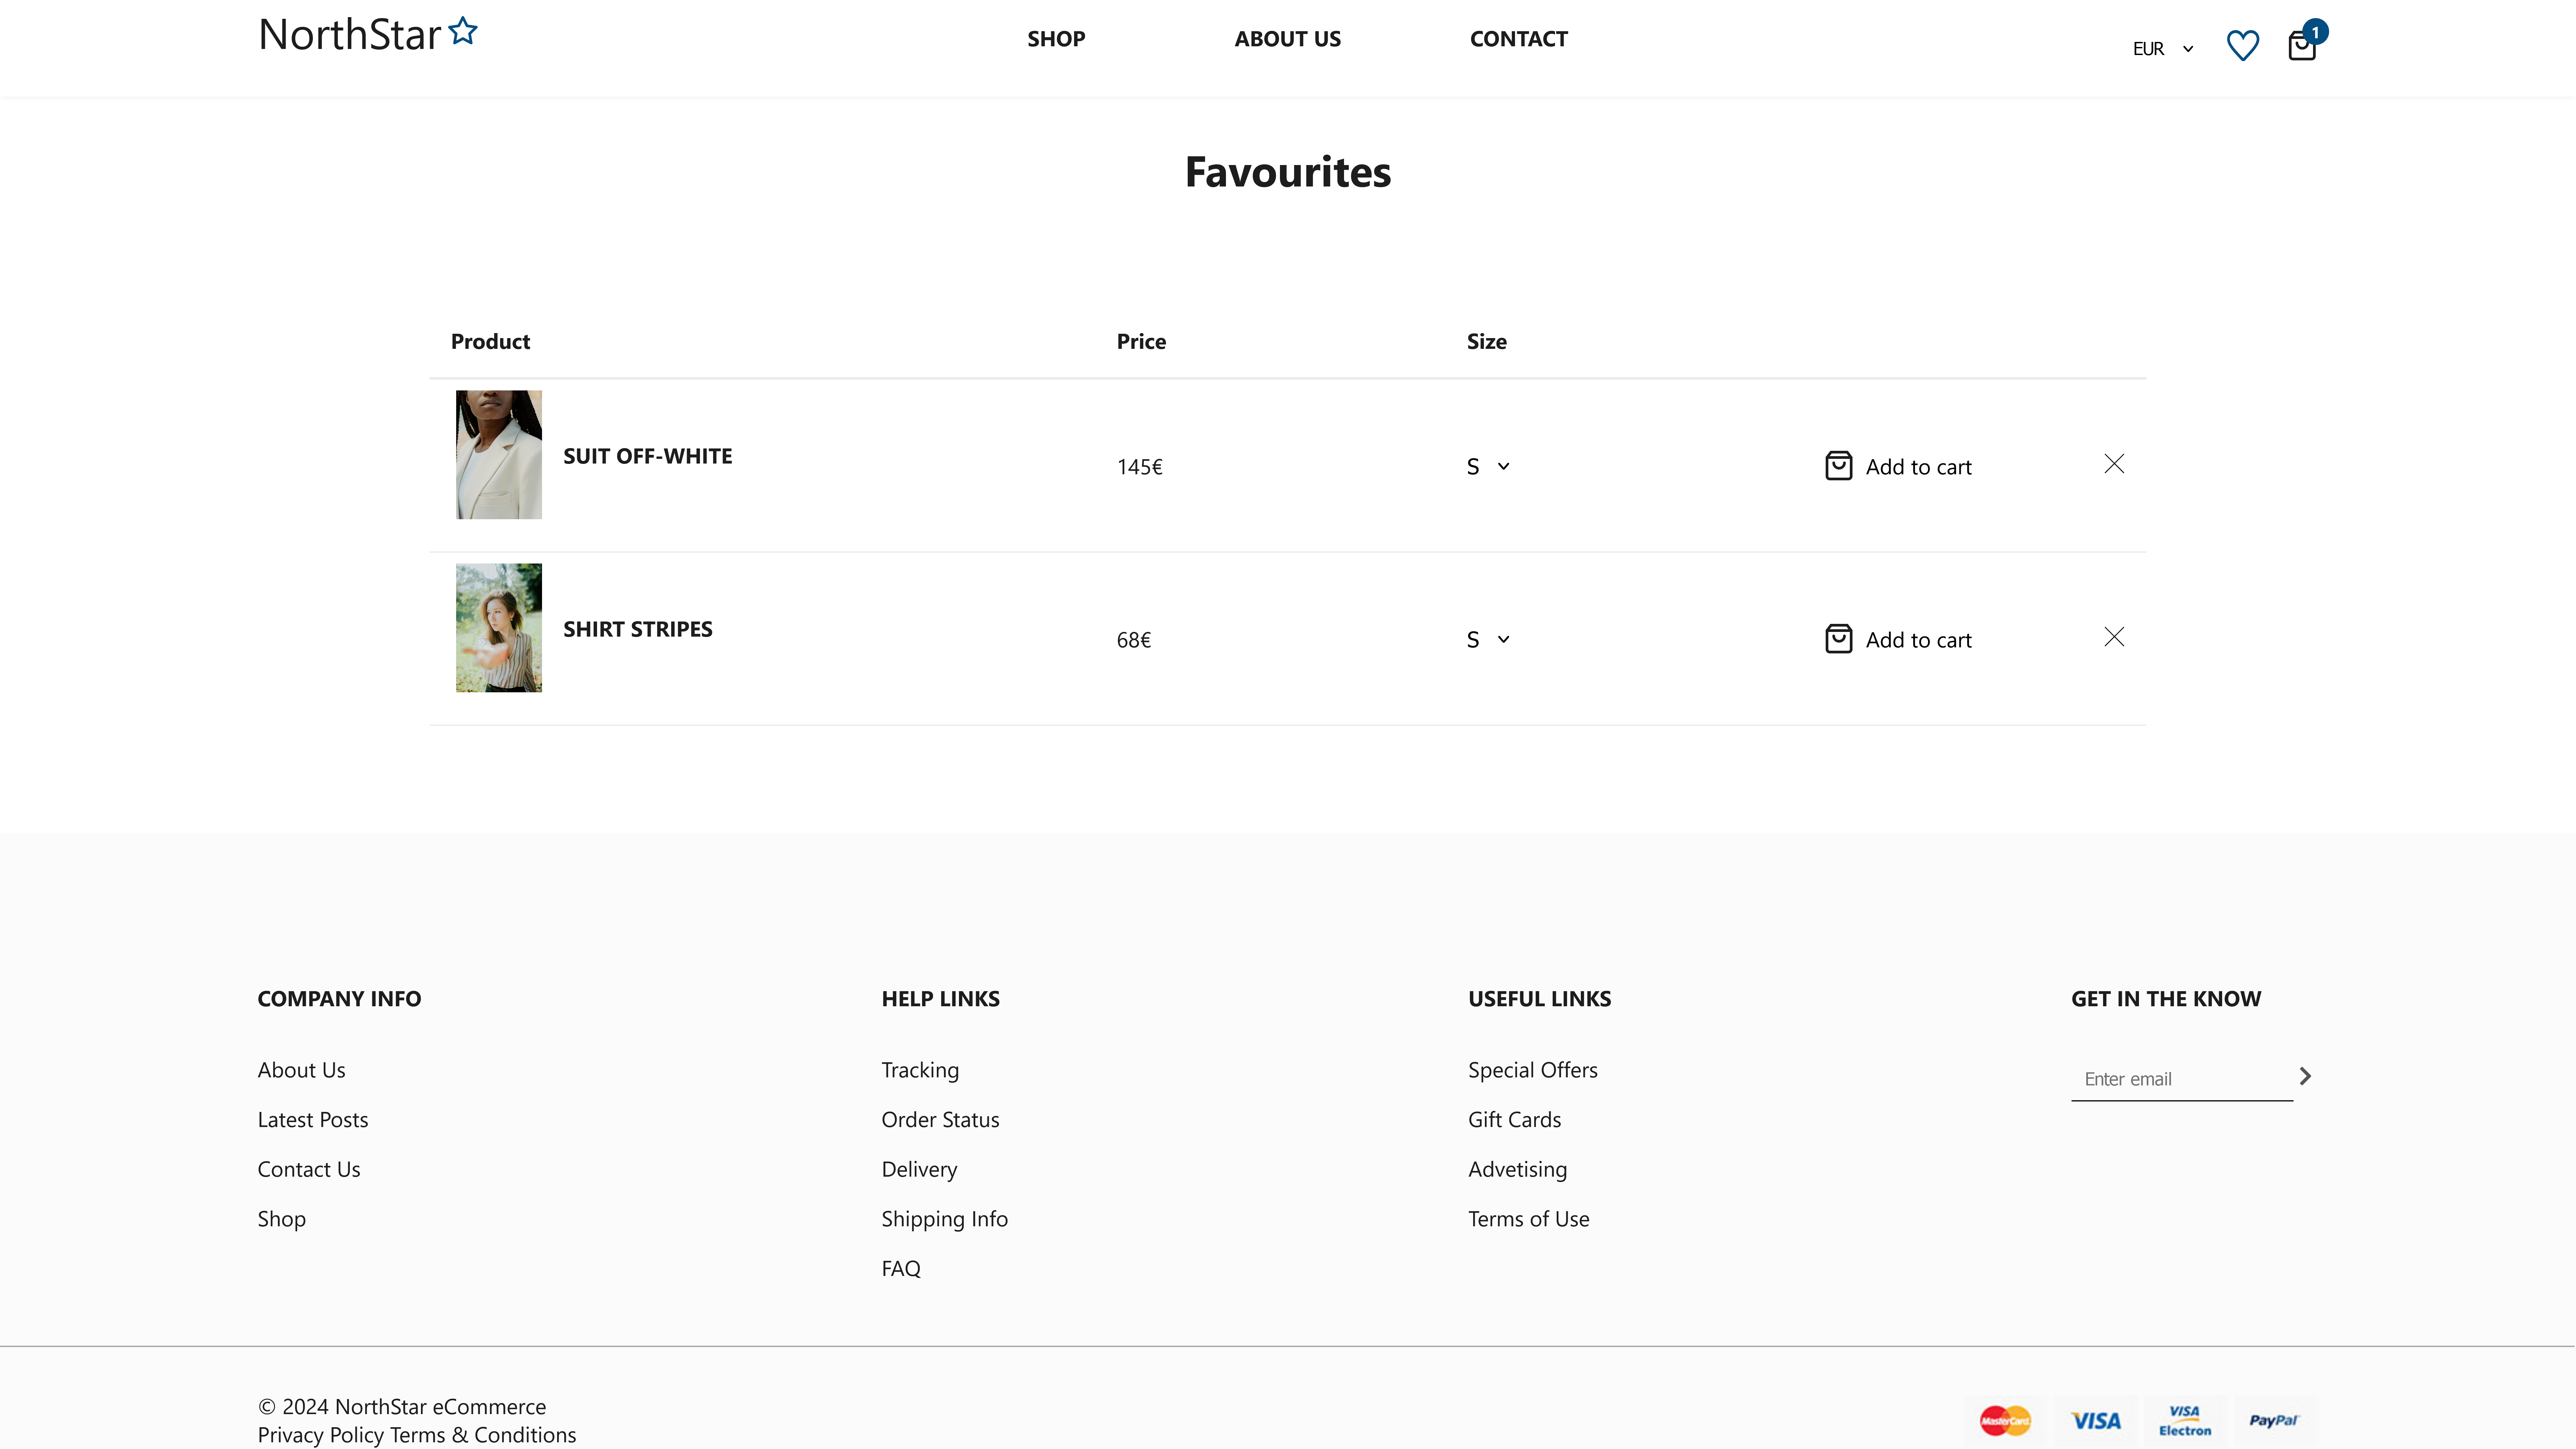 NorthStar
SHOP ABOUT US CONTACT
EUR
1
Favourites
Product Price Size
SUIT OFF-WHITE 145€ S Add to cart
SHIRT STRIPES 68€ S Add to cart
COMPANY INFO
About Us
Latest Posts
Contact Us
Shop
HELP LINKS
Tracking
Order Status
Delivery
Shipping Info
FAQ
USEFUL LINKS
Special Offers
Gift Cards
Advetising
Terms of Use
GET IN THE KNOW
Enter email
© 2024 NorthStar eCommerce
Privacy Policy Terms & Conditions
MasterCard
VISA
VISA
Electron
PayPal